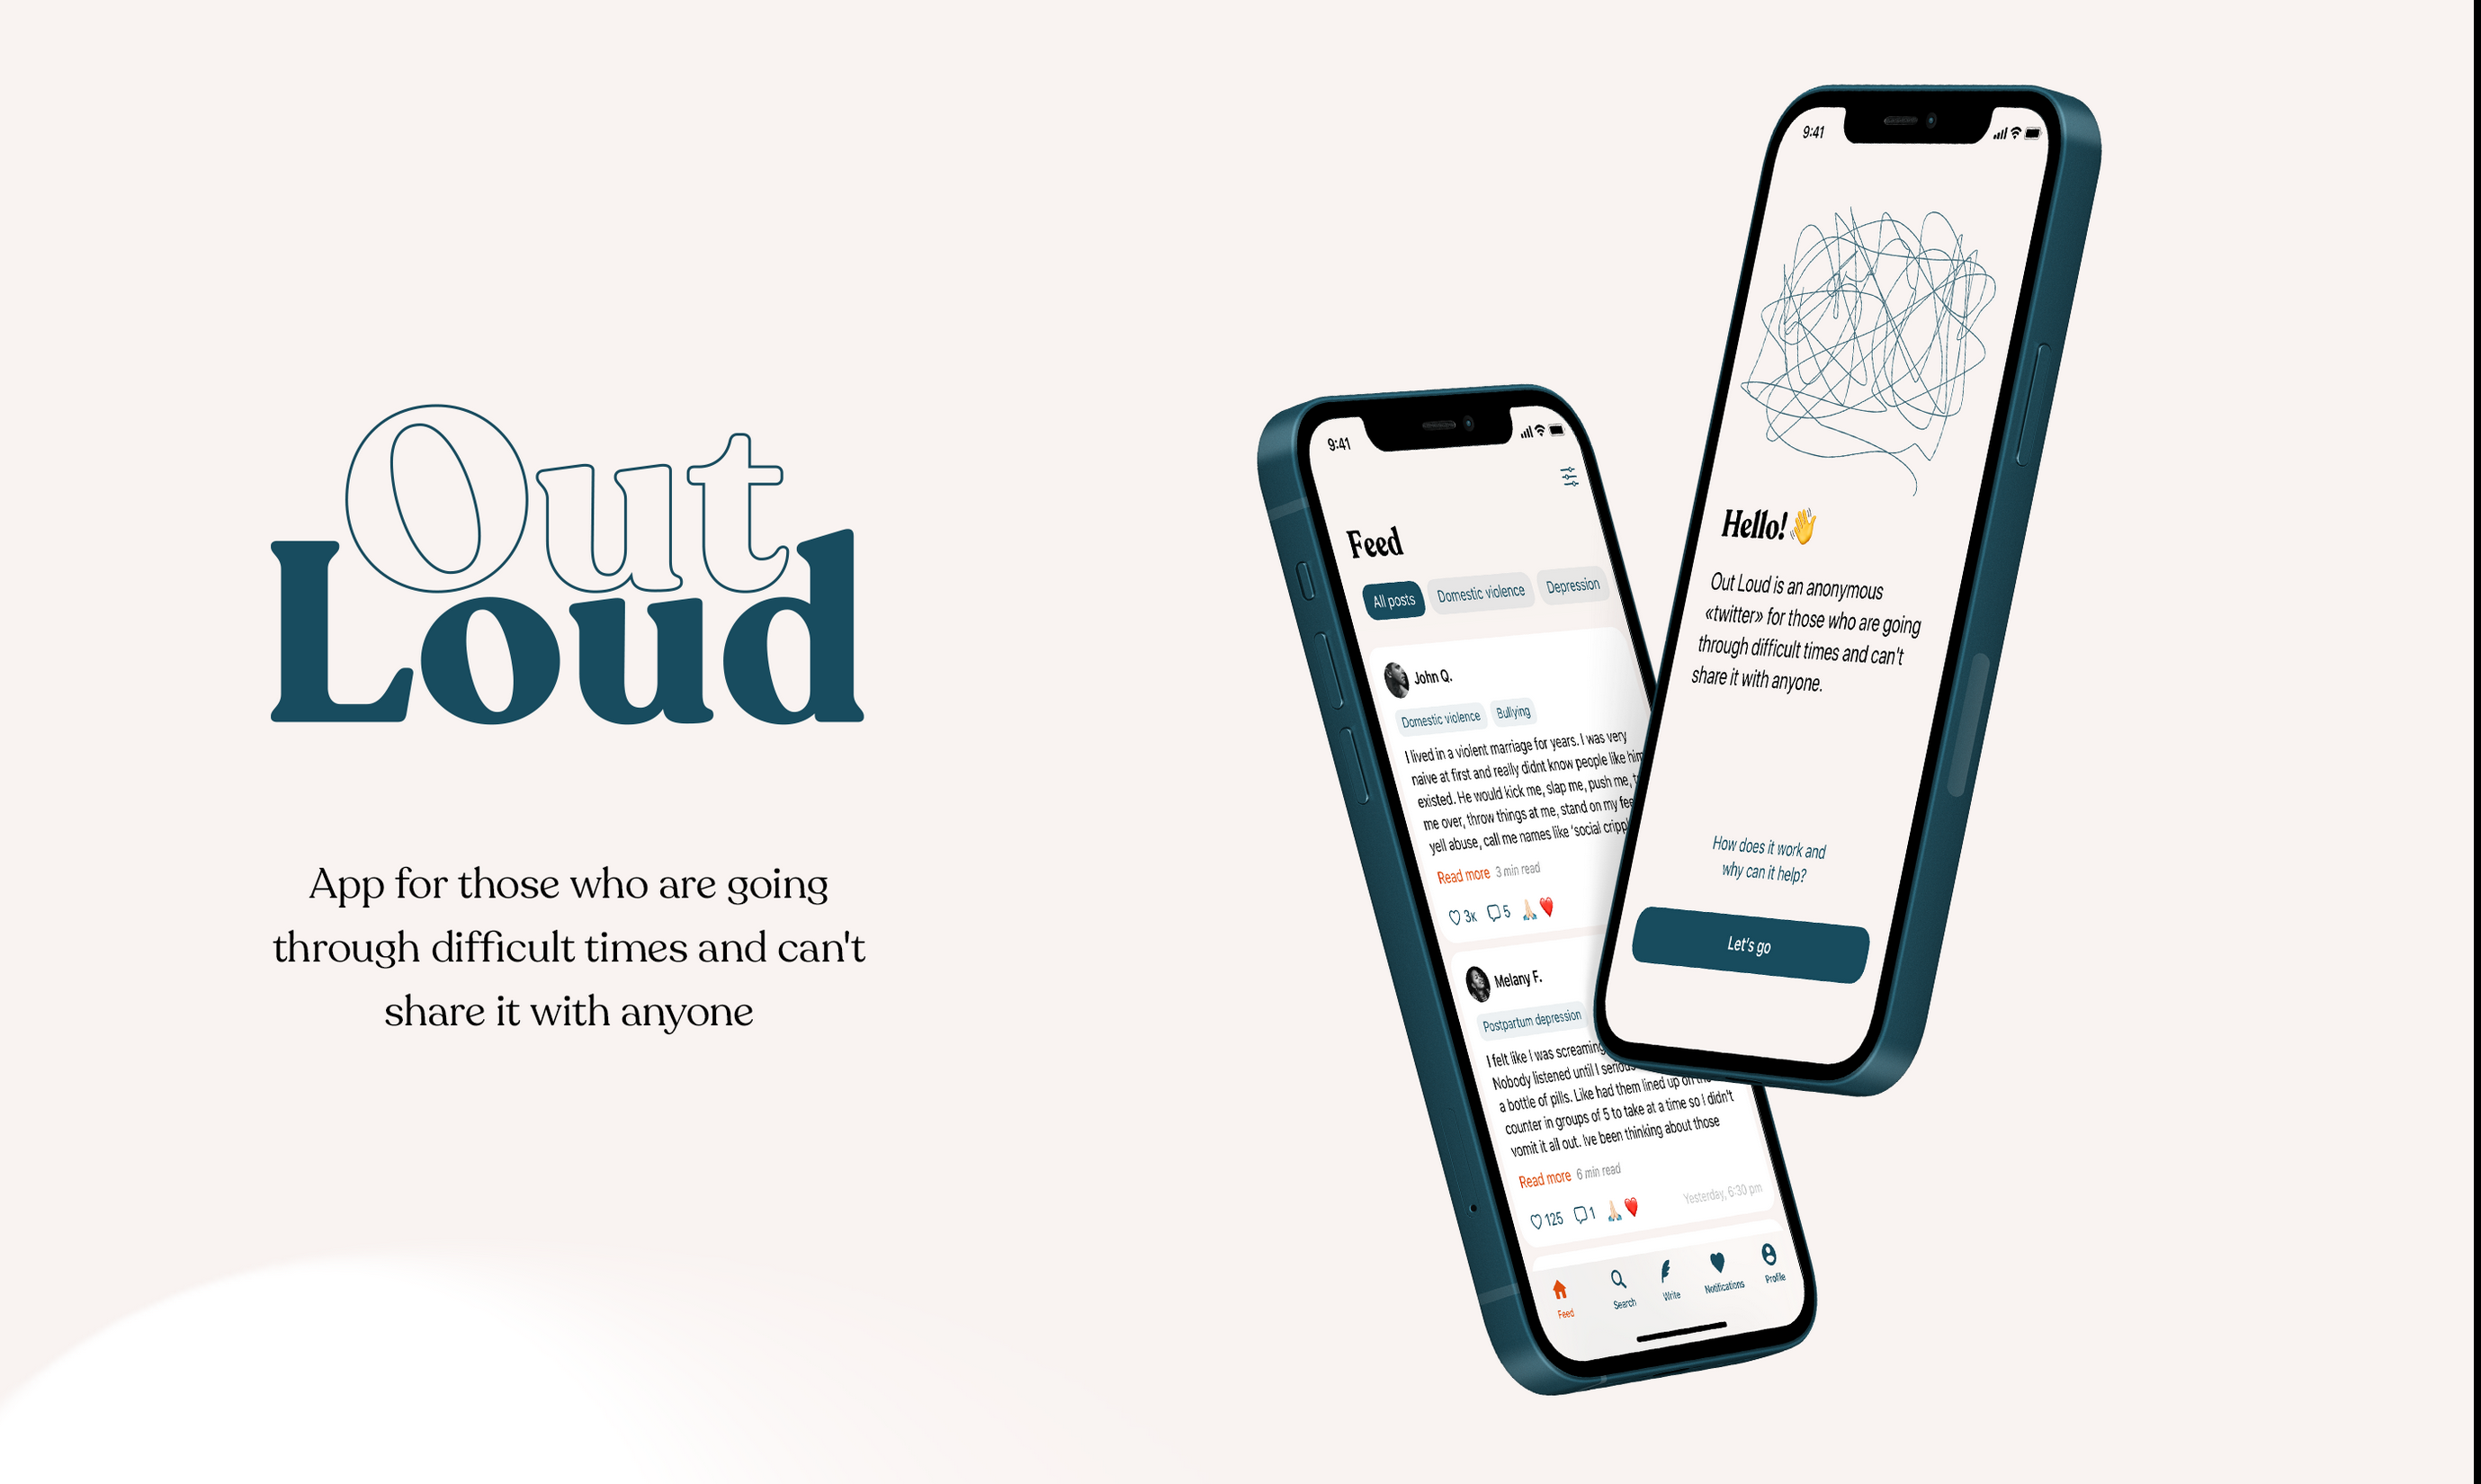 Out
Loud
App for those who are going
through difficult times and can't
share it with anyone
9:41
Feed
All posts
Domestic violence
Depression
John Q.
Domestic violence
Bullying
I lived in a violent marriage for years. I was very
naive at first and really didnt know people like him
existed. He would kick me, slap me, push me,
me over, throw things at me, stand on my
yell abuse, call me names like 'social
Read more 3 min read
3к 5 🙏🏻❤️
Melany F.
Postpartum depression
I felt like I was screaming
Nobody listened until I
a bottle of pills. Like had them lined up on
counter in groups of 5 to take at a time so I didn't
vomit it all out. Ive been thinking about those
Read more 6 min read
125 1 🙏🏻❤️ Yesterday, 6:30 pm
Feed
Search
Write
Notifications
Profile
9:41
Hello! 👋
Out Loud is an anonymous
«twitter» for those who are going
through difficult times and can't
share it with anyone.
How does it work and
why can it help?
Let's go